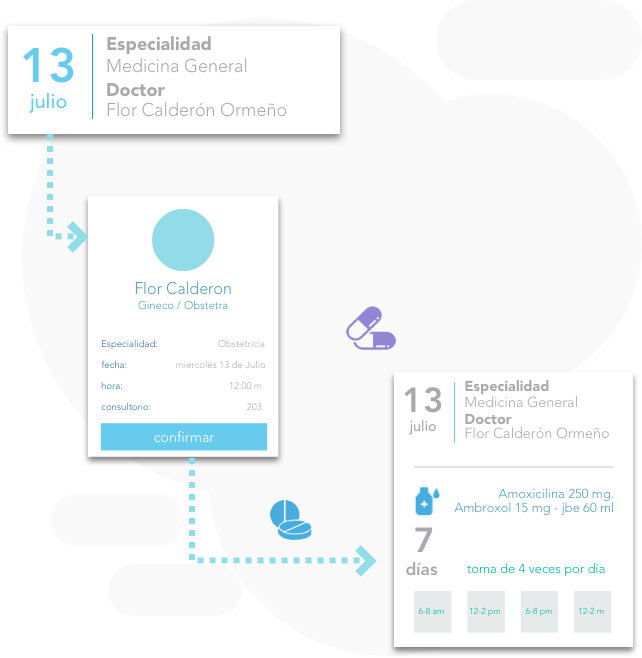 13
julio
Especialidad
Medicina General
Doctor
Flor Calderón Ormeño
Flor Calderon
Gineco / Obstetra
Especialidad: Obstetricia
fecha: miercoles 13 de Julio
hora: 12:00 m
consultorio: 203
confirmar
13
julio
Especialidad
Medicina General
Doctor
Flor Calderón Ormeño
Amoxicilina 250 mg.
Ambroxol 15 mg - jbe 60 ml
7
días
toma de 4 veces por día
6-8 am 12-2 pm 6-8 pm 12-2 m